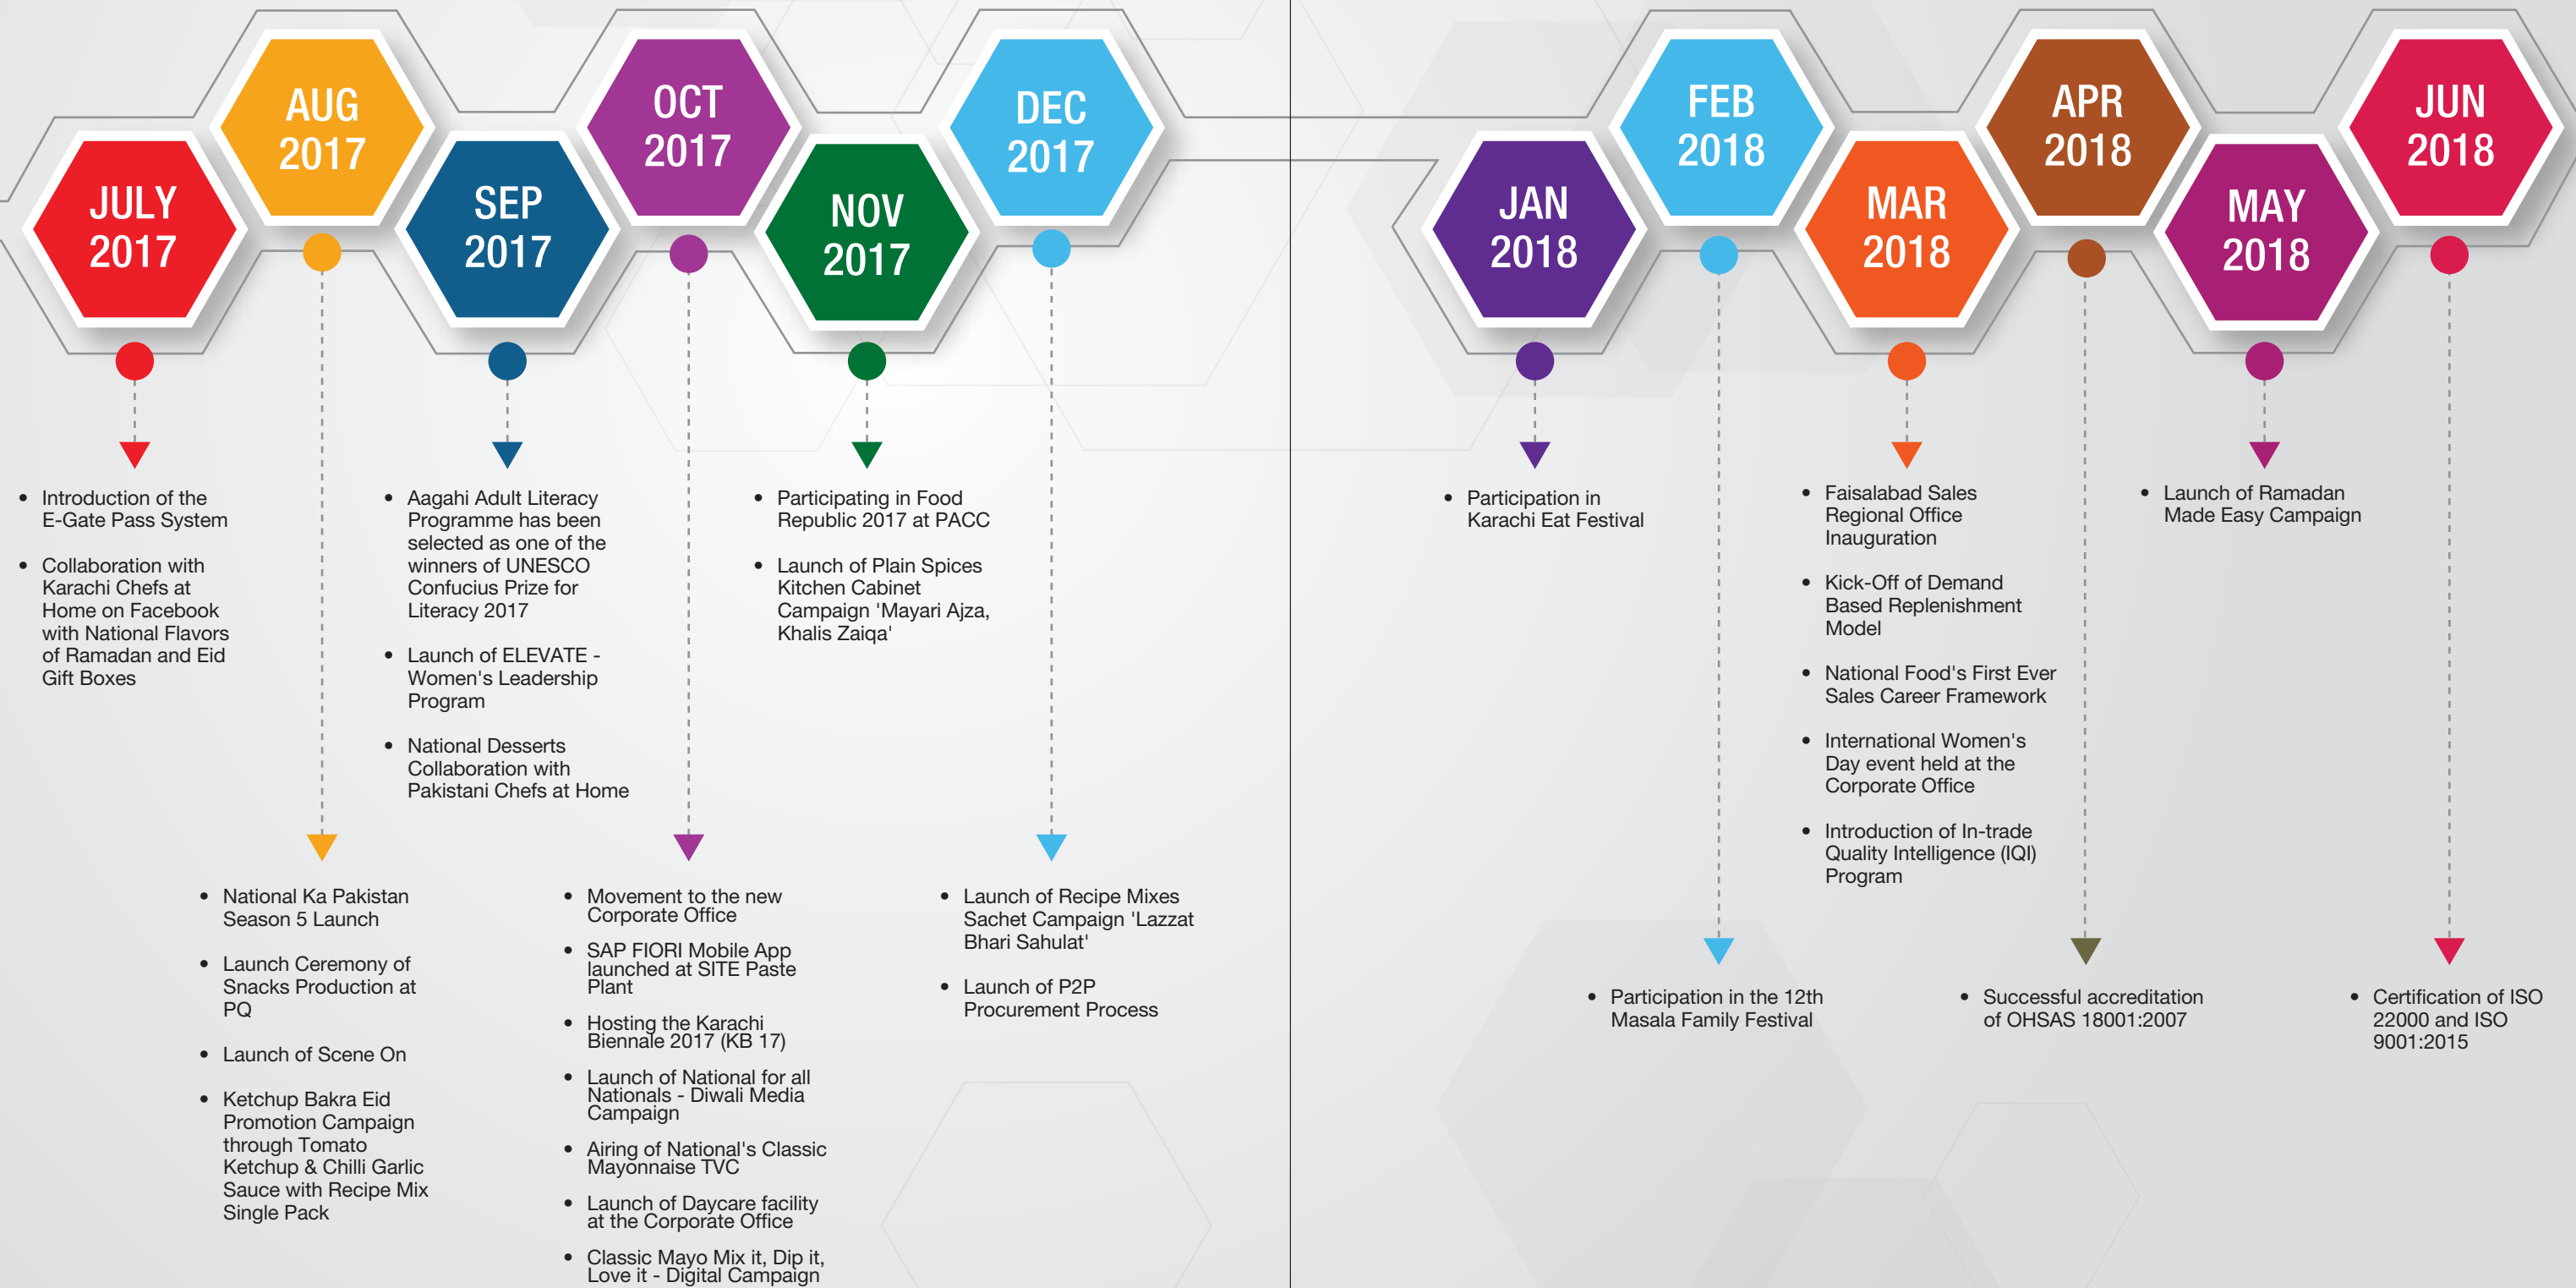 JULY
2017
AUG
2017
SEP
2017
OCT
2017
NOV
2017
DEC
2017
JAN
2018
FEB
2018
MAR
2018
APR
2018
MAY
2018
JUN
2018
• Introduction of the
E-Gate Pass System
• Collaboration with
Karachi Chefs at
Home on Facebook
with National Flavors
of Ramadan and Eid
Gift Boxes
• National Ka Pakistan
Season 5 Launch
• Launch Ceremony of
Snacks Production at
PQ
• Launch of Scene On
• Ketchup Bakra Eid
Promotion Campaign
through Tomato
Ketchup & Chilli Garlic
Sauce with Recipe Mix
Single Pack
• Aagahi Adult Literacy
Programme has been
selected as one of the
winners of UNESCO
Confucius Prize for
Literacy 2017
• Launch of ELEVATE -
Women's Leadership
Program
• National Desserts
Collaboration with
Pakistani Chefs at Home
• Movement to the new
Corporate Office
• SAP FIORI Mobile App
launched at SITE Paste
Plant
• Hosting the Karachi
Biennale 2017 (KB 17)
• Launch of National for all
Nationals - Diwali Media
Campaign
• Airing of National's Classic
Mayonnaise TVC
• Launch of Daycare facility
at the Corporate Office
• Classic Mayo Mix it, Dip it,
Love it - Digital Campaign
• Participating in Food
Republic 2017 at PACC
• Launch of Plain Spices
Kitchen Cabinet
Campaign 'Mayari Ajza,
Khalis Zaiqa'
• Launch of Recipe Mixes
Sachet Campaign 'Lazzat
Bhari Sahulat'
• Launch of P2P
Procurement Process
• Participation in
Karachi Eat Festival
• Participation in the 12th
Masala Family Festival
• Faisalabad Sales
Regional Office
Inauguration
• Kick-Off of Demand
Based Replenishment
Model
• National Food's First Ever
Sales Career Framework
• International Women's
Day event held at the
Corporate Office
• Introduction of In-trade
Quality Intelligence (IQI)
Program
• Successful accreditation
of OHSAS 18001:2007
• Launch of Ramadan
Made Easy Campaign
• Certification of ISO
22000 and ISO
9001:2015